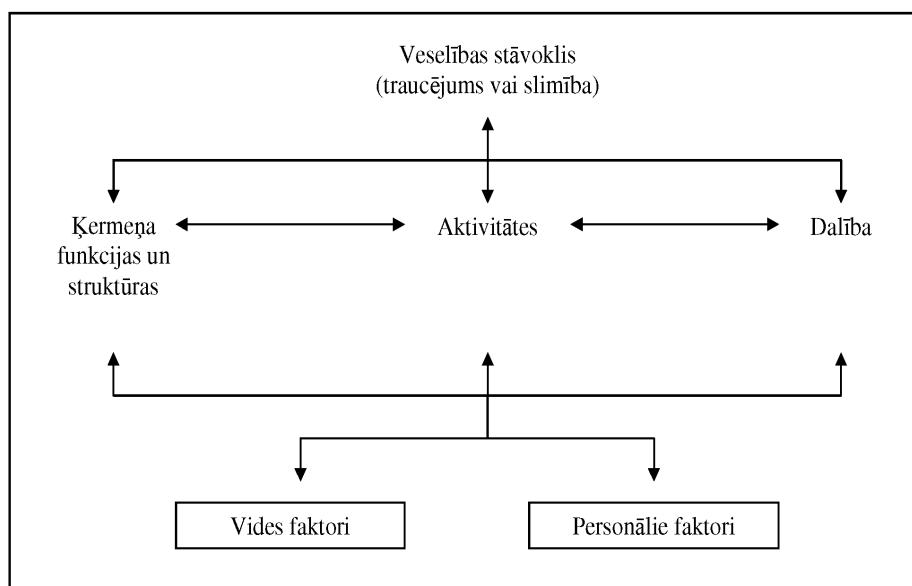 Veselības stāvoklis
(traucējums vai slimība)
Ķermeņa
funkcijas un
struktūras
Aktivitātes
Dalība
Vides faktori
Personālie faktori